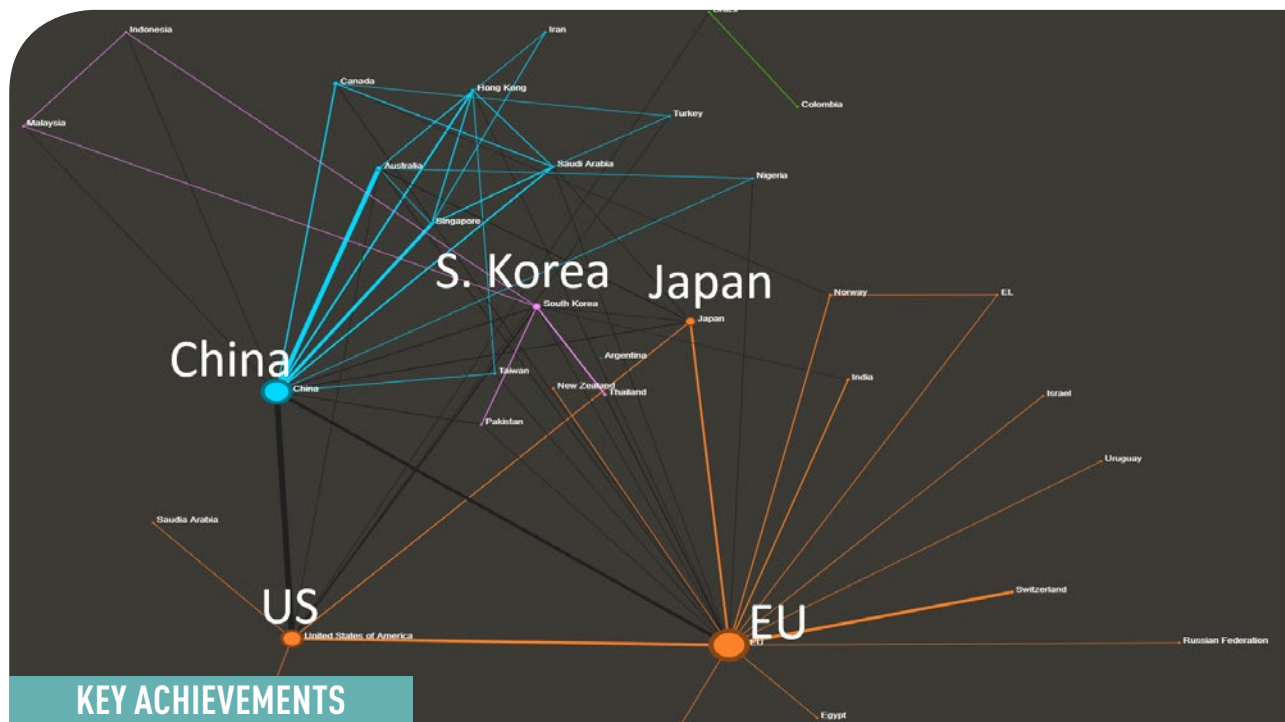 Brazil
Indonesia
Iran
Canada
Hong Kong
Colombia
Turkey
Malaysia
Australia
Saudi Arabia
Nigeria
Singapore
S. Korea
Japan
South Korea
Norway
EL
Japan
China
Argentina
Taiwan
India
China
New Zealand
Thailand
Israel
Pakistan
Uruguay
Saudia Arabia
Switzerland
US
EU
United States of America
EU
Russian Federation
KEY ACHIEVEMENTS
Egypt